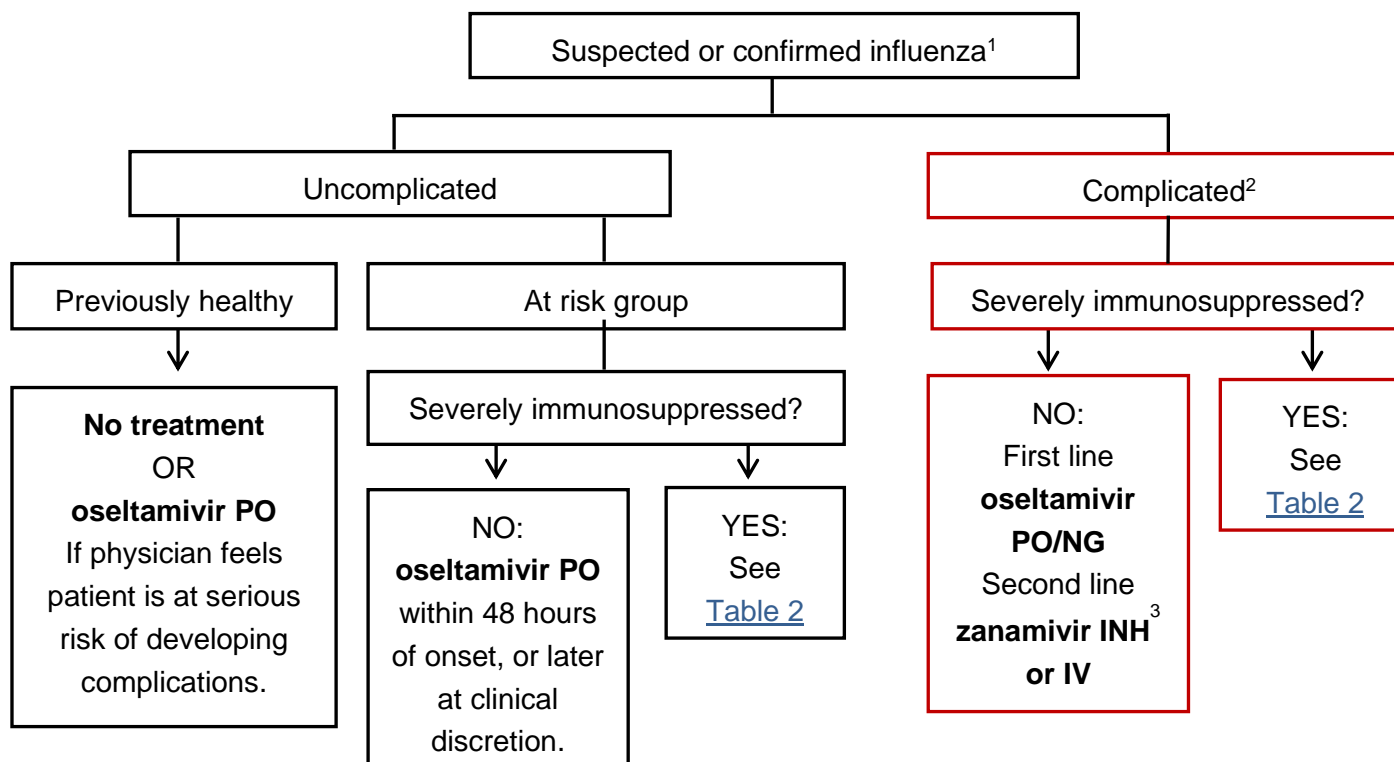 Suspected or confirmed influenza¹
Uncomplicated
Complicated²
Previously healthy
At risk group
Severely immunosuppressed?
No treatment
OR
oseltamivir PO
If physician feels
patient is at serious
risk of developing
complications.
Severely immunosuppressed?
NO:
oseltamivir PO
within 48 hours
of onset, or later
at clinical
discretion.
YES:
See
Table 2
NO:
First line
oseltamivir
PO/NG
Second line
zanamivir INH³
or IV
YES:
See
Table 2